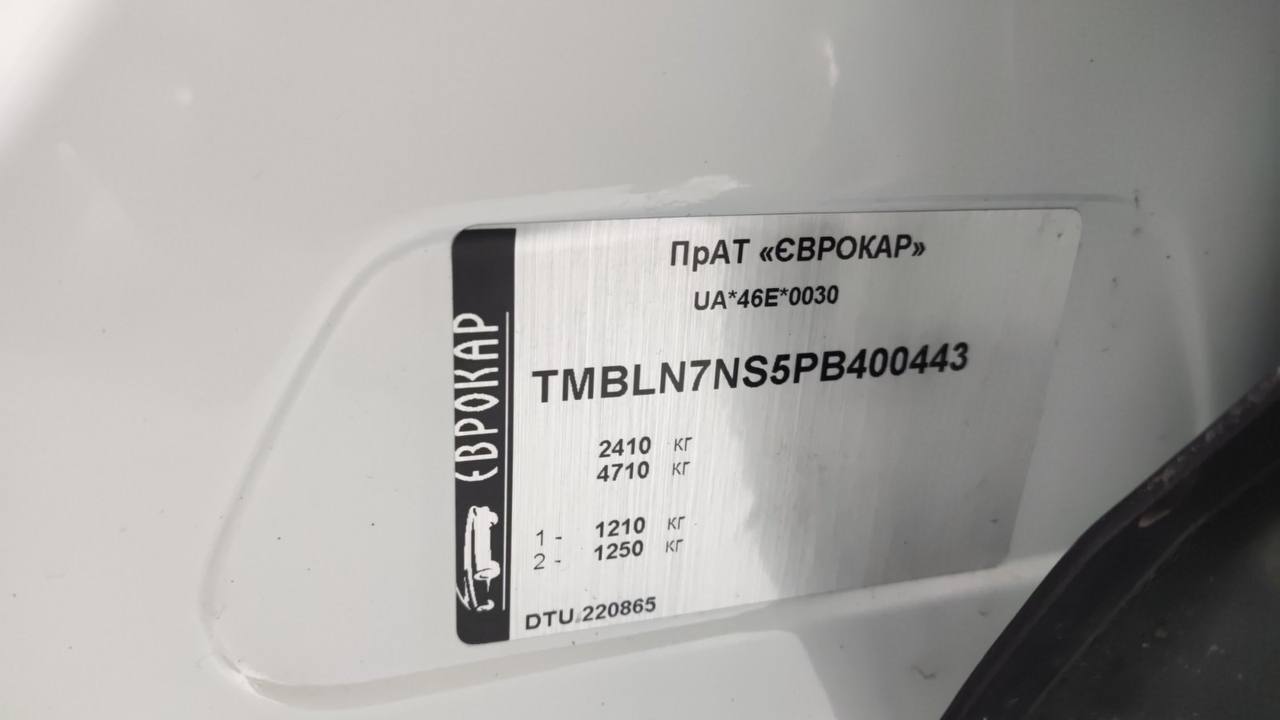 ПрАТ «ЄВРОКАР»
UA*46E*0030
TMBLN7NS5PB400443
2410 кг
4710 кг
1 - 1210 кг
2 - 1250 кг
DTU 220865
ЄВРОКАР